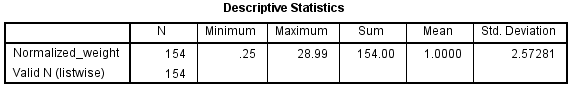 Descriptive Statistics
N Minimum Maximum Sum Mean Std. Deviation
Normalized_weight 154 .25 28.99 154.00 1.0000 2.57281
Valid N (listwise) 154